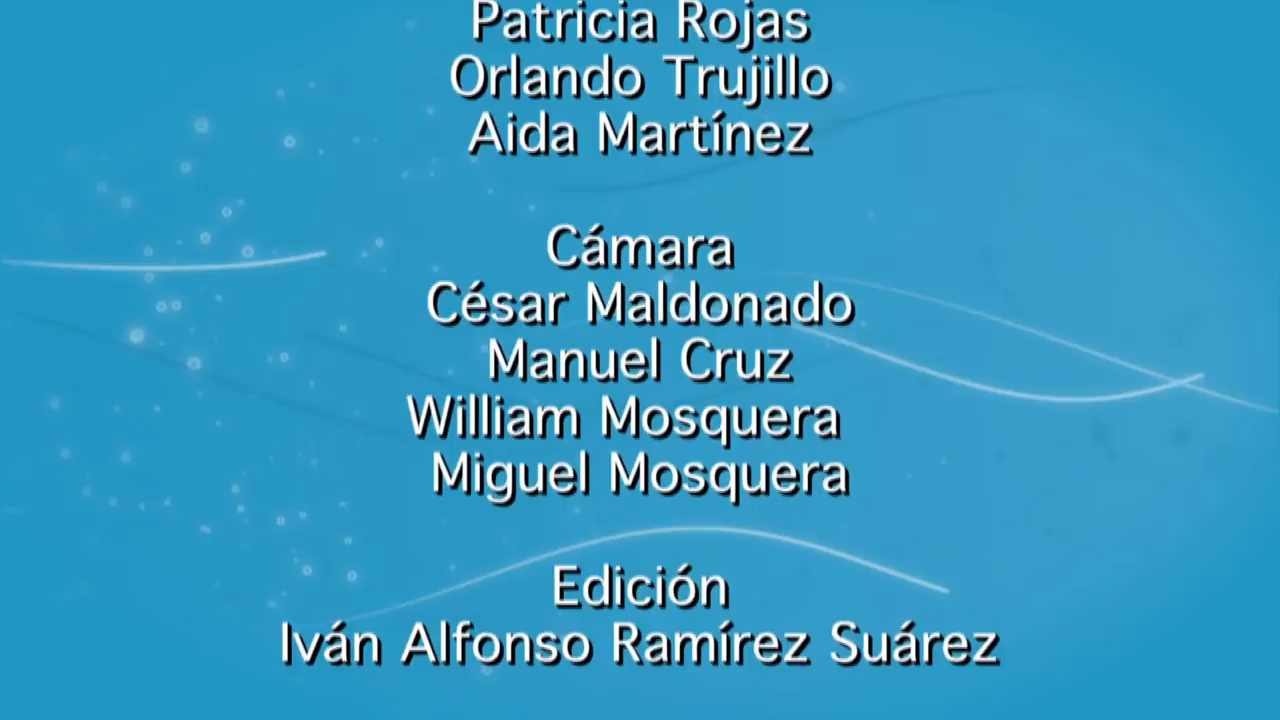 Patricia Rojas
Orlando Trujillo
Aida Martínez
Cámara
César Maldonado
Manuel Cruz
William Mosquera
Miguel Mosquera
Edición
Iván Alfonso Ramírez Suárez